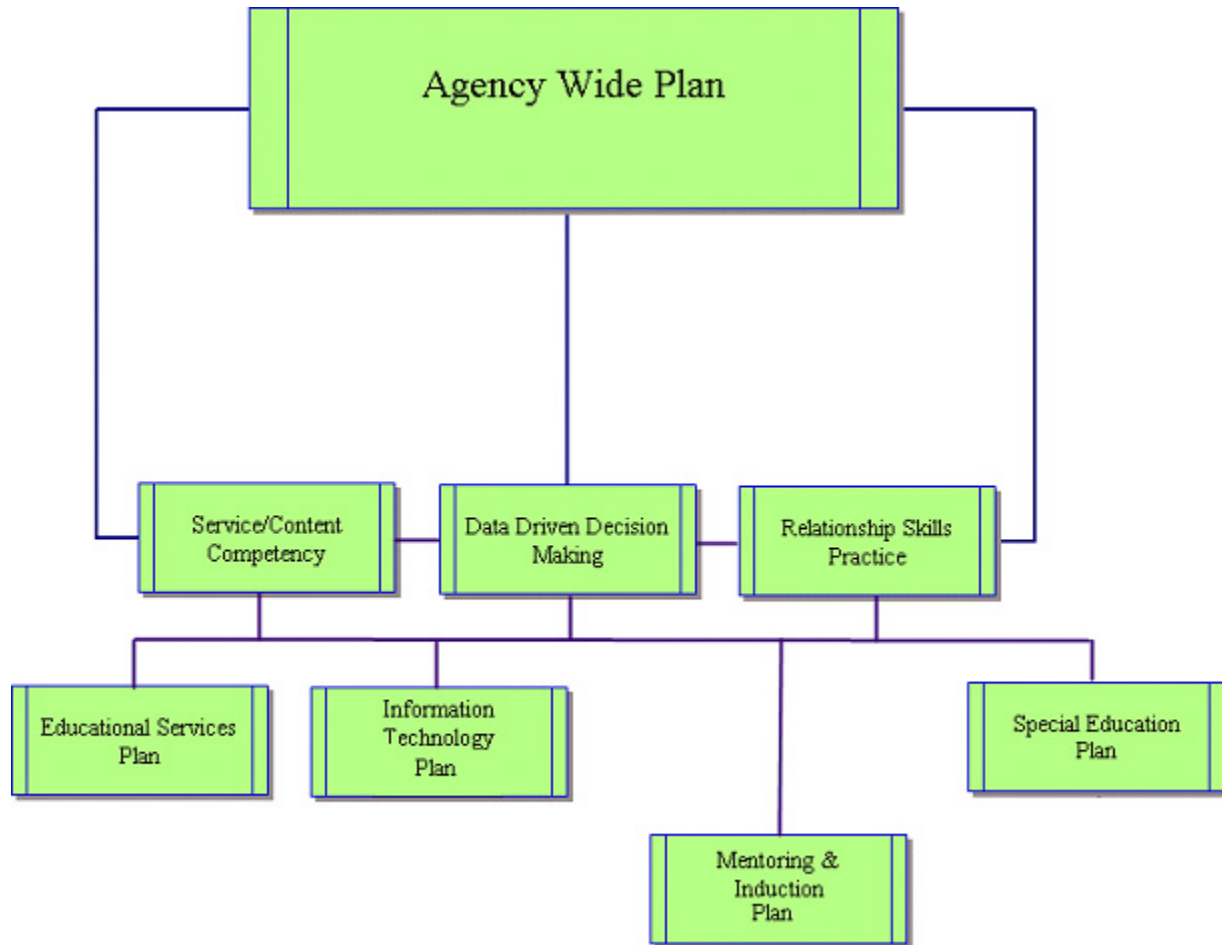 Agency Wide Plan
Service/Content
Competency
Data Driven Decision
Making
Relationship Skills
Practice
Educational Services
Plan
Information
Technology
Plan
Mentoring &
Induction
Plan
Special Education
Plan